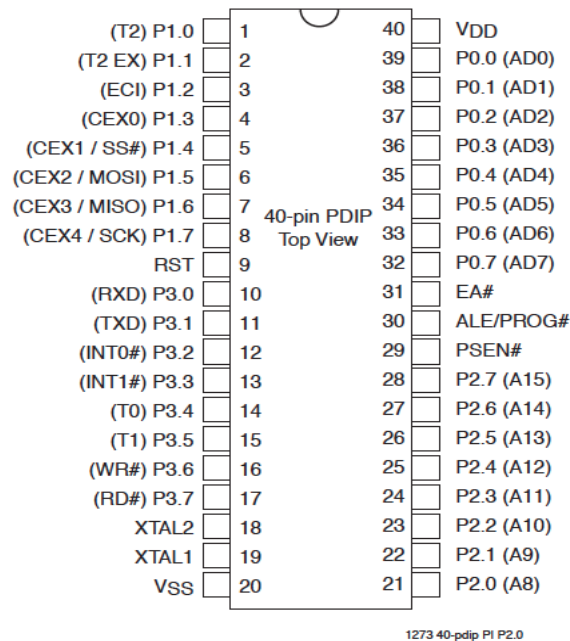 (T2) P1.0 1 40 VDD
(T2 EX) P1.1 2 39 P0.0 (AD0)
(ECI) P1.2 3 38 P0.1 (AD1)
(CEX0) P1.3 4 37 P0.2 (AD2)
(CEX1 / SS#) P1.4 5 36 P0.3 (AD3)
(CEX2 / MOSI) P1.5 6 35 P0.4 (AD4)
(CEX3 / MISO) P1.6 7 40-pin PDIP 34 P0.5 (AD5)
(CEX4 / SCK) P1.7 8 Top View 33 P0.6 (AD6)
RST 9 32 P0.7 (AD7)
(RXD) P3.0 10 31 EA#
(TXD) P3.1 11 30 ALE/PROG#
(INT0#) P3.2 12 29 PSEN#
(INT1#) P3.3 13 28 P2.7 (A15)
(T0) P3.4 14 27 P2.6 (A14)
(T1) P3.5 15 26 P2.5 (A13)
(WR#) P3.6 16 25 P2.4 (A12)
(RD#) P3.7 17 24 P2.3 (A11)
XTAL2 18 23 P2.2 (A10)
XTAL1 19 22 P2.1 (A9)
VSS 20 21 P2.0 (A8)
1273 40-pdip PI P2.0